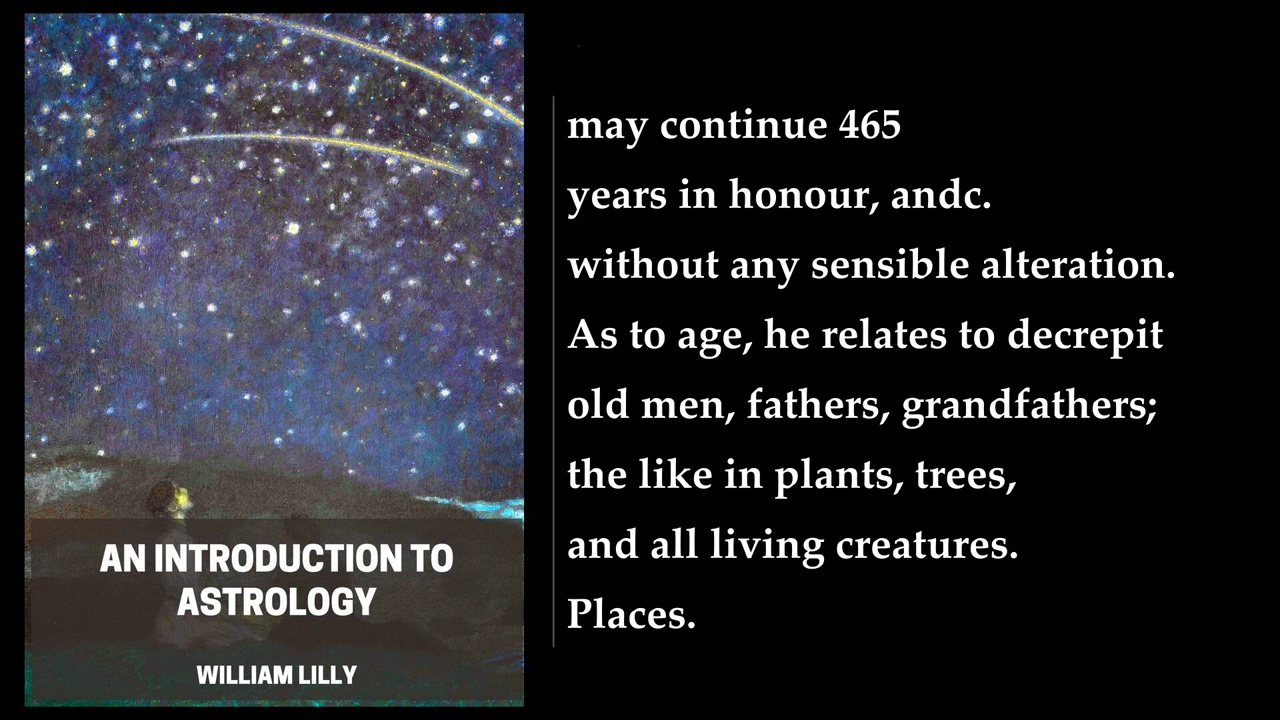 may continue 465
years in honour, andc.
without any sensible alteration.
As to age, he relates to decrepit
old men, fathers, grandfathers;
the like in plants, trees,
and all living creatures.
Places.
AN INTRODUCTION TO
ASTROLOGY
WILLIAM LILLY